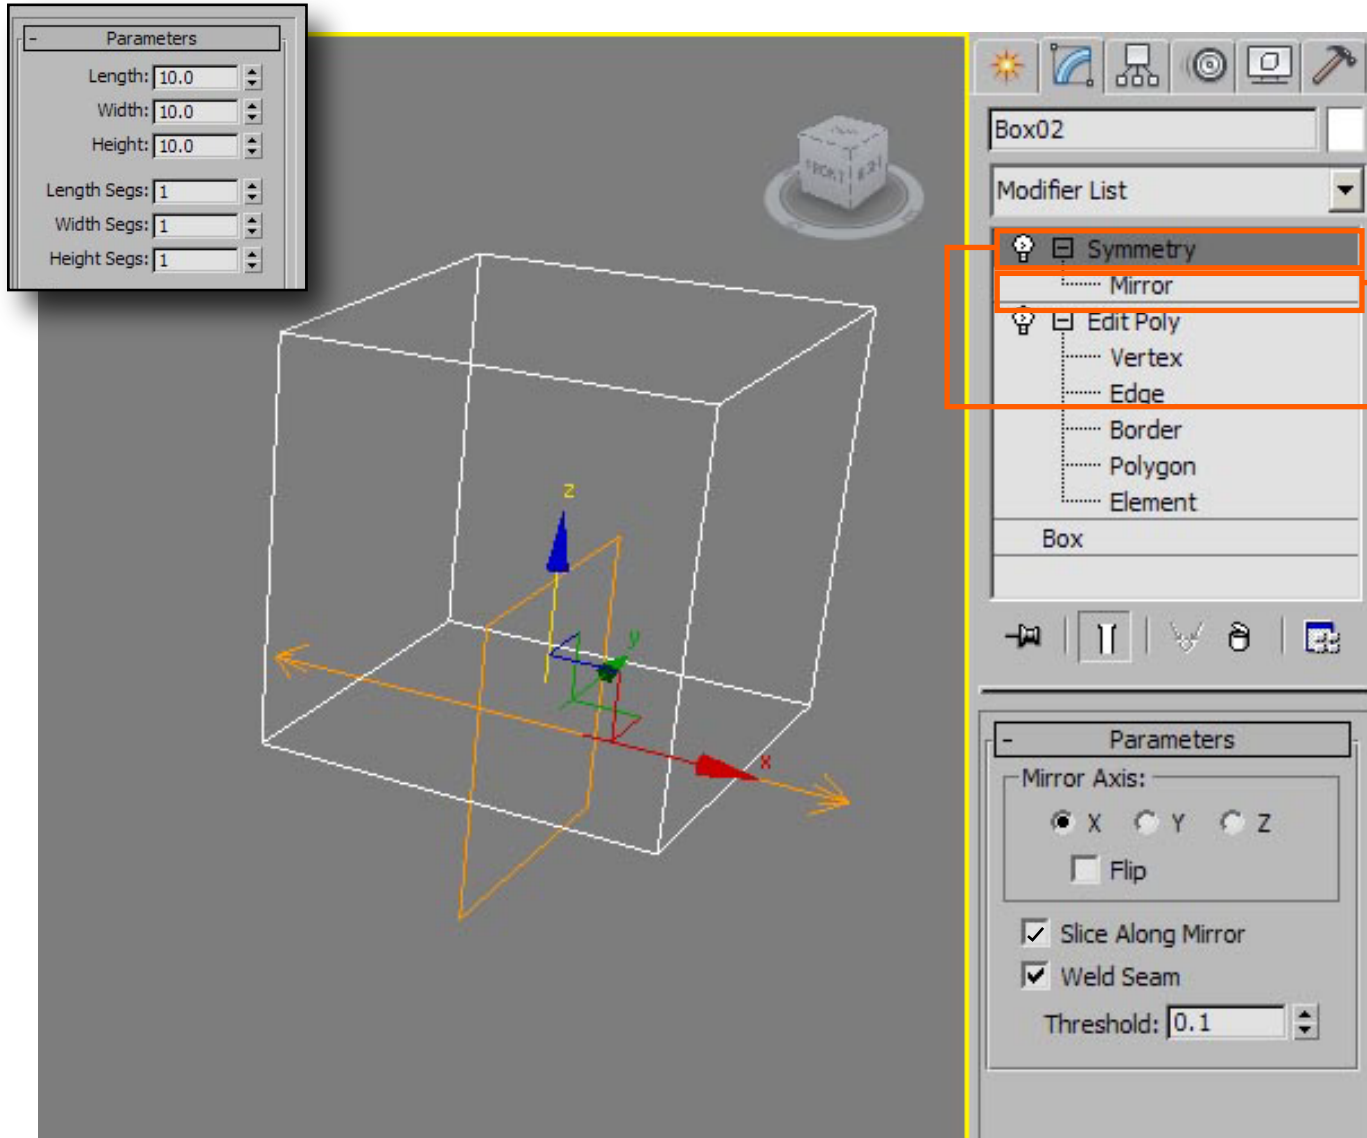 - Parameters
Length: 10.0
Width: 10.0
Height: 10.0
Length Segs: 1
Width Segs: 1
Height Segs: 1
FRONT
z
y
x
Box02
Modifier List
Symmetry
Mirror
Edit Poly
Vertex
Edge
Border
Polygon
Element
Box
- Parameters
Mirror Axis:
X Y Z
Flip
Slice Along Mirror
Weld Seam
Threshold: 0.1